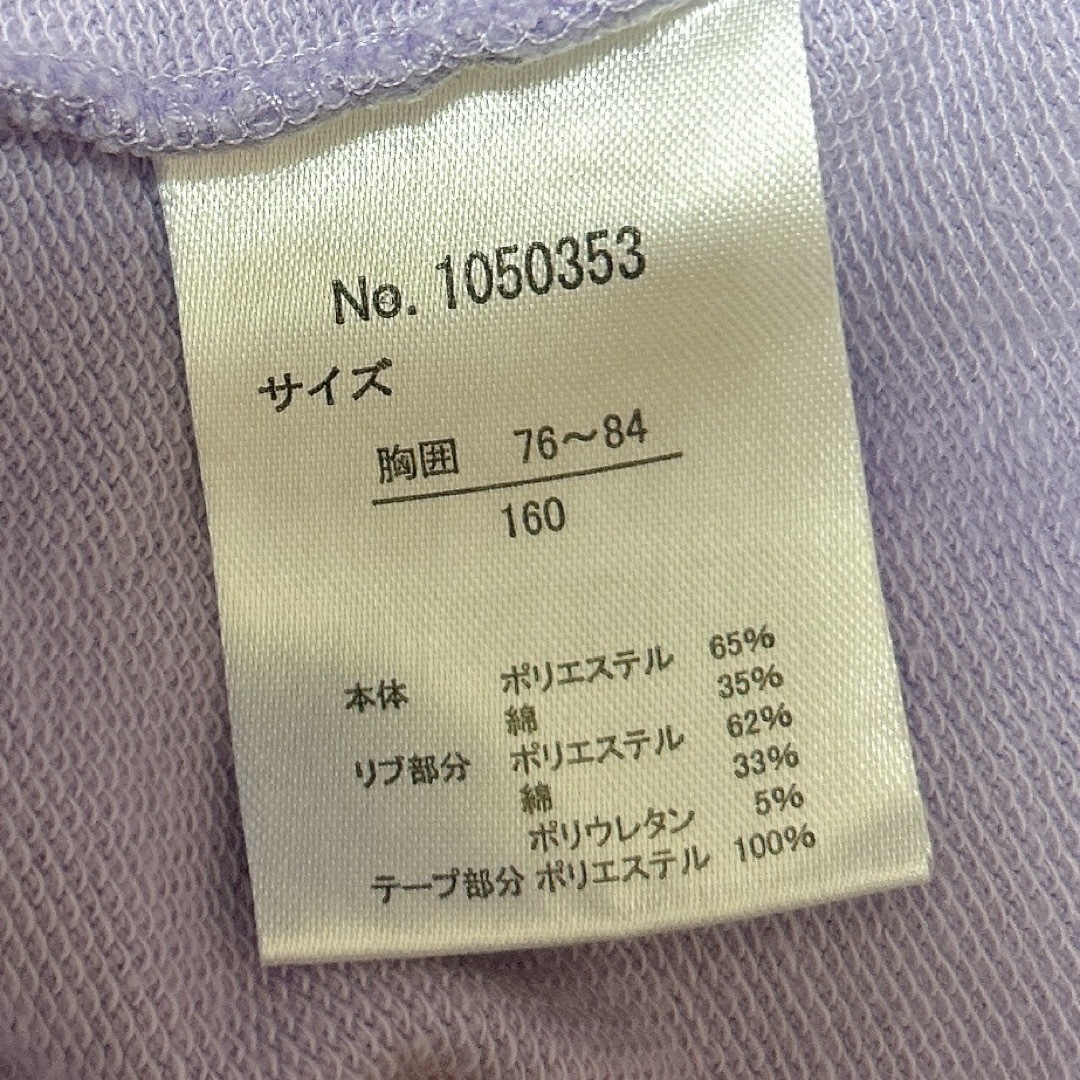 No. 1050353
サイズ
胸囲 76～84
160
本体 ポリエステル 65%
綿 35%
リブ部分 ポリエステル 62%
綿 33%
ポリウレタン 5%
テープ部分 ポリエステル 100%